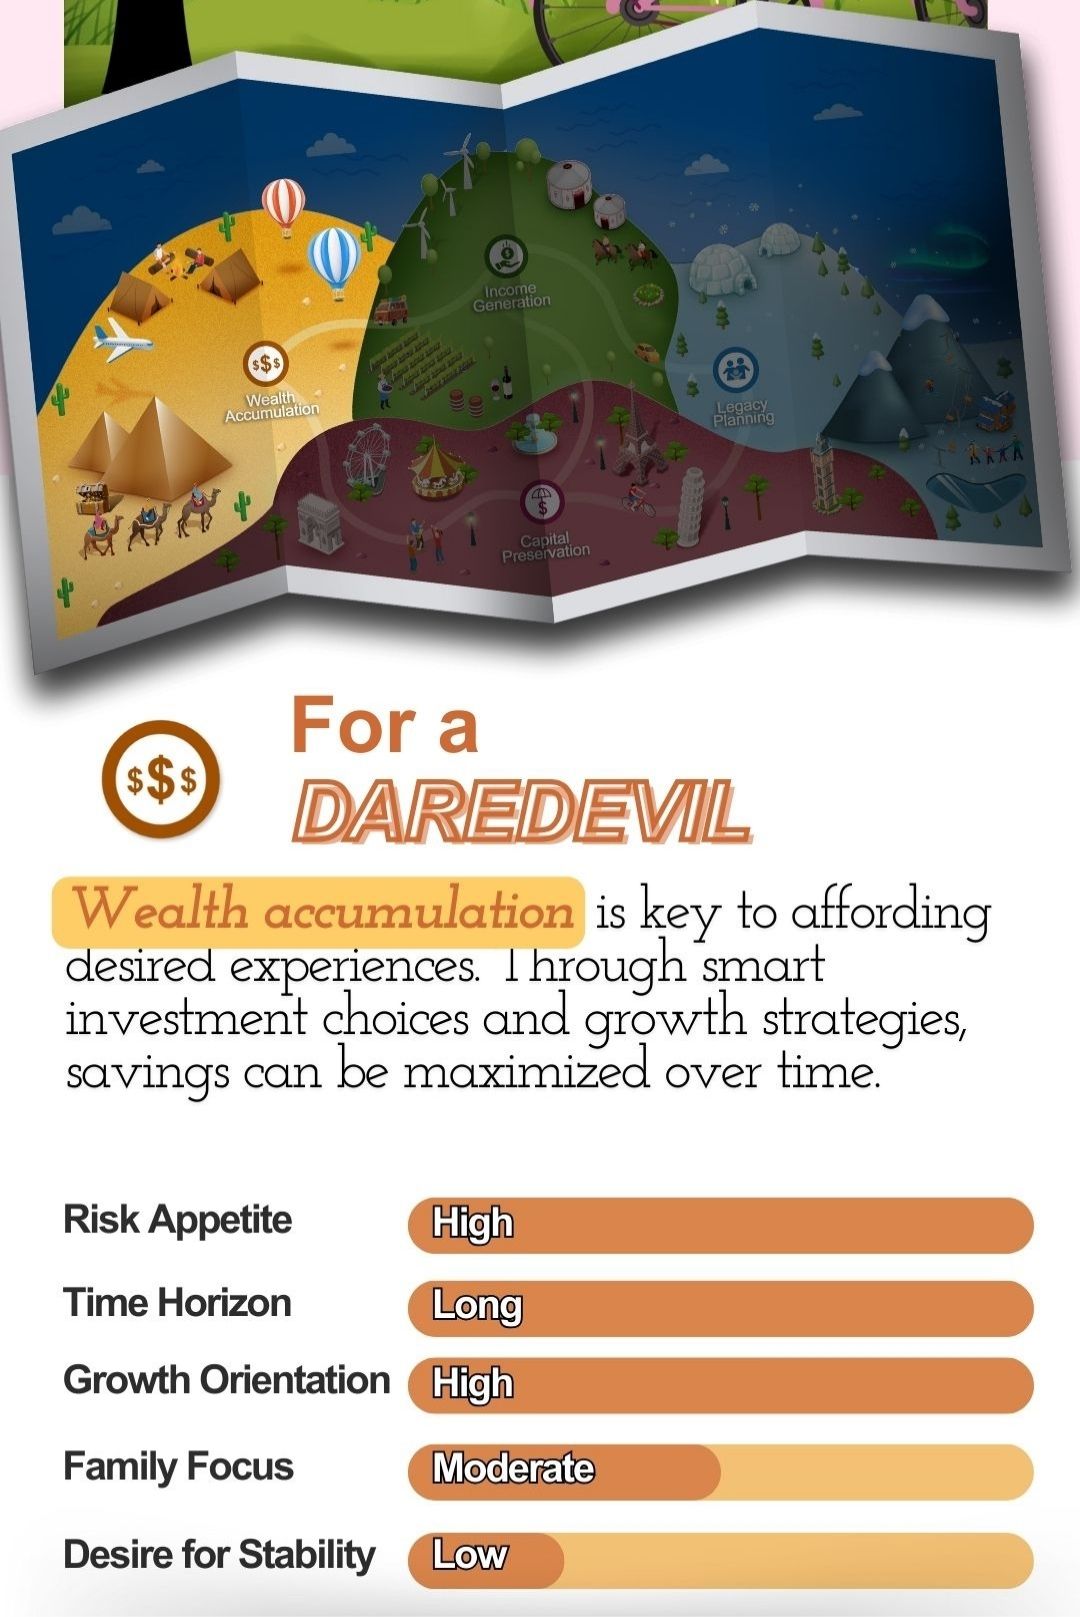 Income
Generation
$$$
Wealth
Accumulation
Legacy
Planning
$
Capital
Preservation
$$$
For a
DAREDEVIL
Wealth accumulation is key to affording
desired experiences. Through smart
investment choices and growth strategies,
savings can be maximized over time.
Risk Appetite High
Time Horizon Long
Growth Orientation High
Family Focus Moderate
Desire for Stability Low